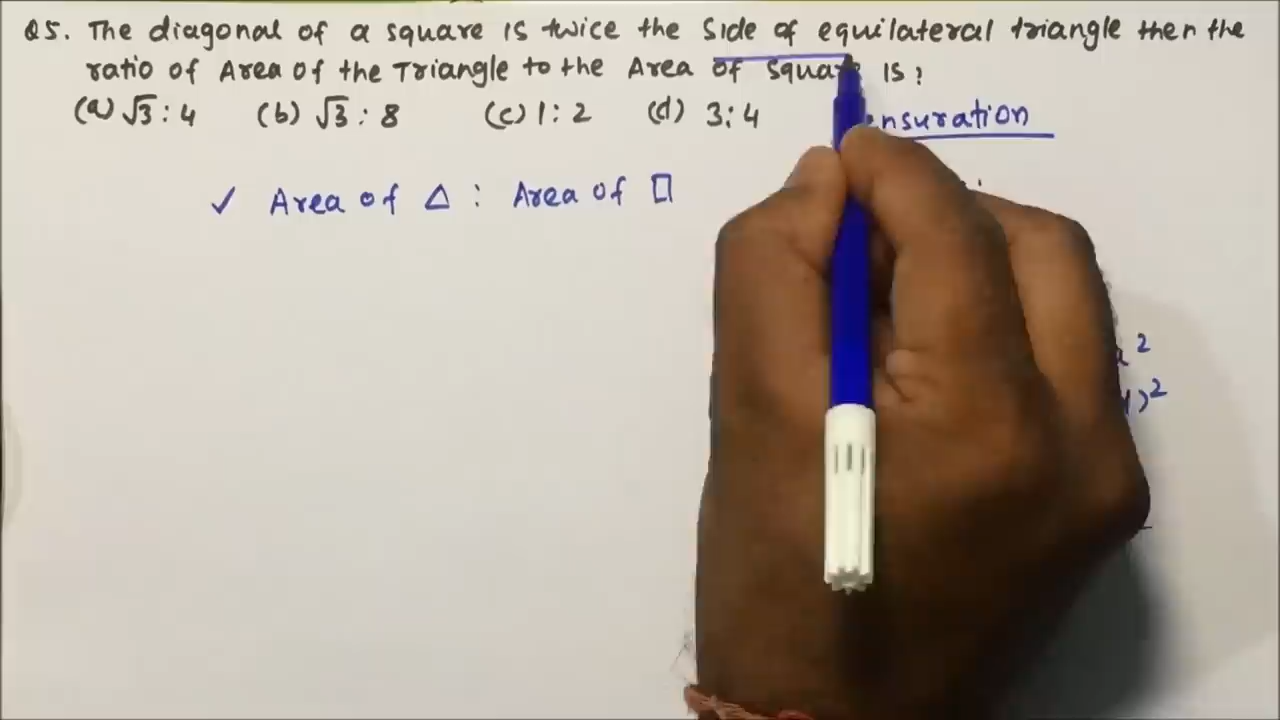 Q5. The diagonal of a square is twice the side of equilateral triangle then the
ratio of Area of the Triangle to the Area of square is?
(a) √3 : 4 (b) √3 : 8 (c) 1 : 2 (d) 3 : 4
ensuration
✓ Area of △ : Area of □
2
)²